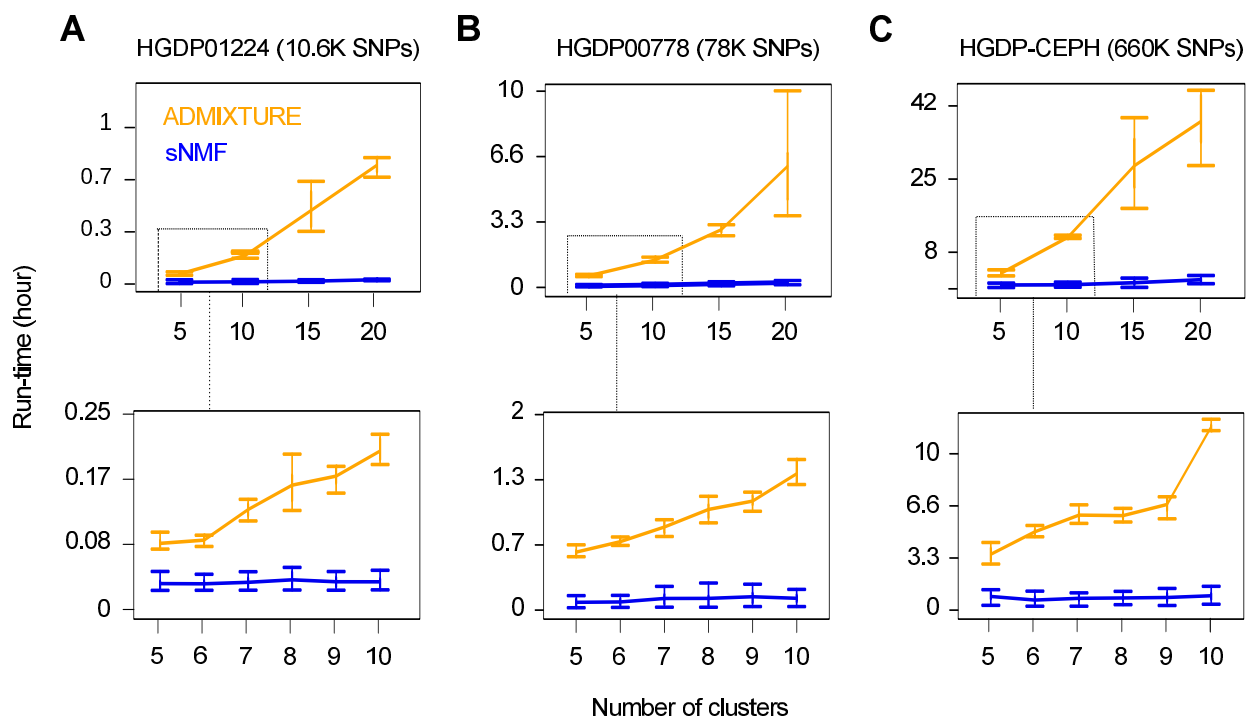 A
HGDP01224 (10.6K SNPs)
B
HGDP00778 (78K SNPs)
C
HGDP-CEPH (660K SNPs)
ADMIXTURE
sNMF
1
0.7
0.3
0
5 10 15 20
10
6.6
3.3
0
5 10 15 20
42
25
8
5 10 15 20
Run-time (hour)
0.25
0.17
0.08
0
5 6 7 8 9 10
2
1.3
0.7
0
5 6 7 8 9 10
10
6.6
3.3
0
5 6 7 8 9 10
Number of clusters